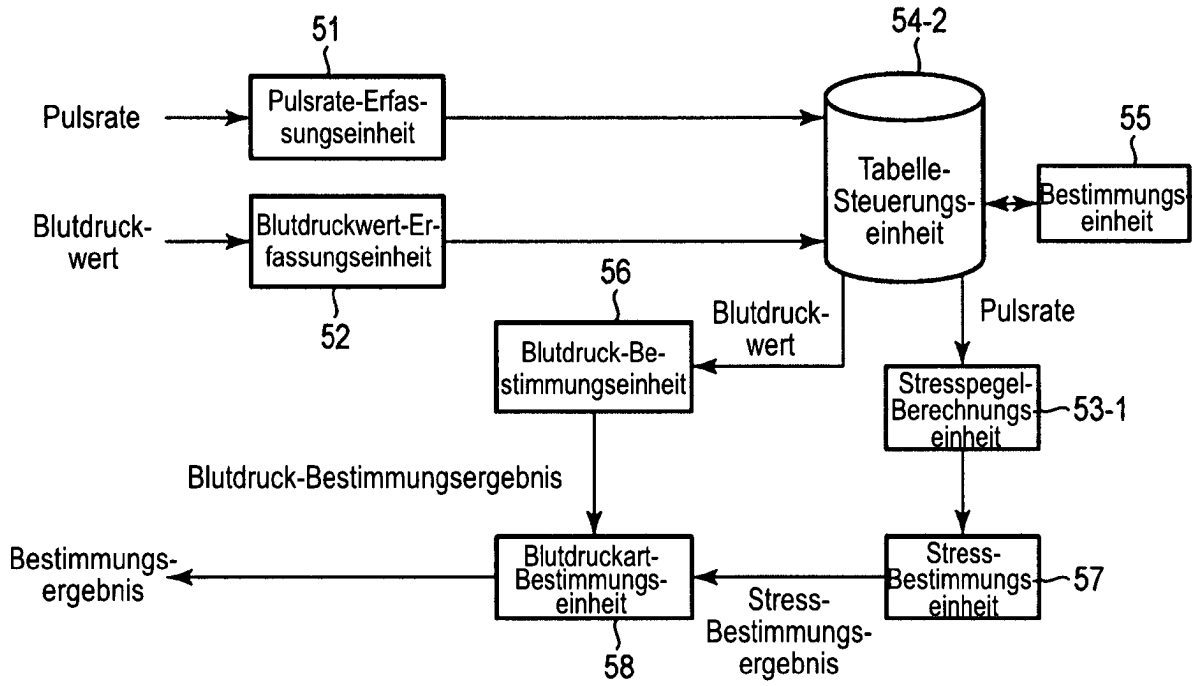 51
54-2
Pulsrate
Pulsrate-Erfas-
sungseinheit
55
Tabelle-
Steuerungs-
einheit
Bestimmungs-
einheit
Blutdruck-
wert
Blutdruckwert-Er-
fassungseinheit
52
56
Blutdruck-
wert
Pulsrate
Blutdruck-Be-
stimmungseinheit
Stresspegel-
Berechnungs-
einheit
53-1
Blutdruck-Bestimmungsergebnis
Bestimmungs-
ergebnis
Blutdruckart-
Bestimmungs-
einheit
58
Stress-
Bestimmungs-
ergebnis
Stress-
Bestimmungs-
einheit
57